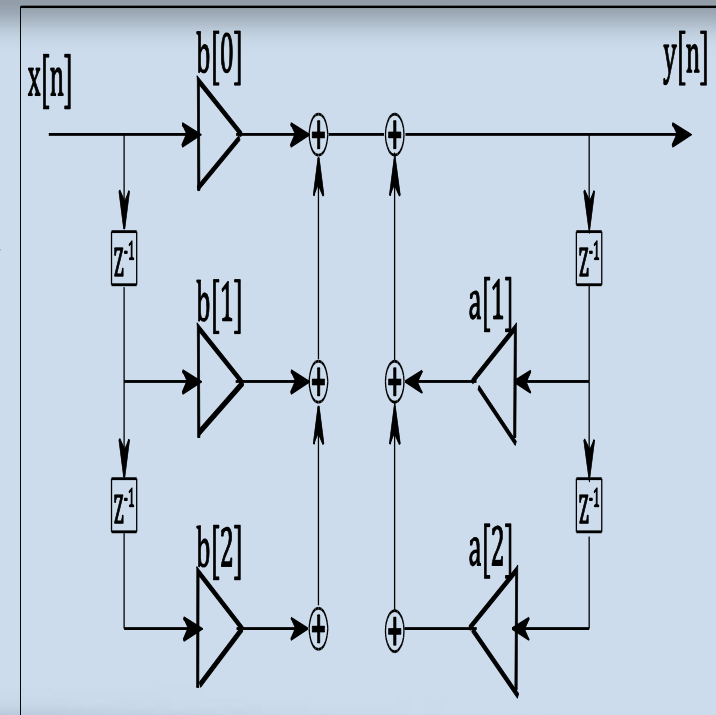 x[n]
b[0]
y[n]
+
+
Z⁻¹
Z⁻¹
b[1]
a[1]
+
+
Z⁻¹
Z⁻¹
b[2]
a[2]
+
+